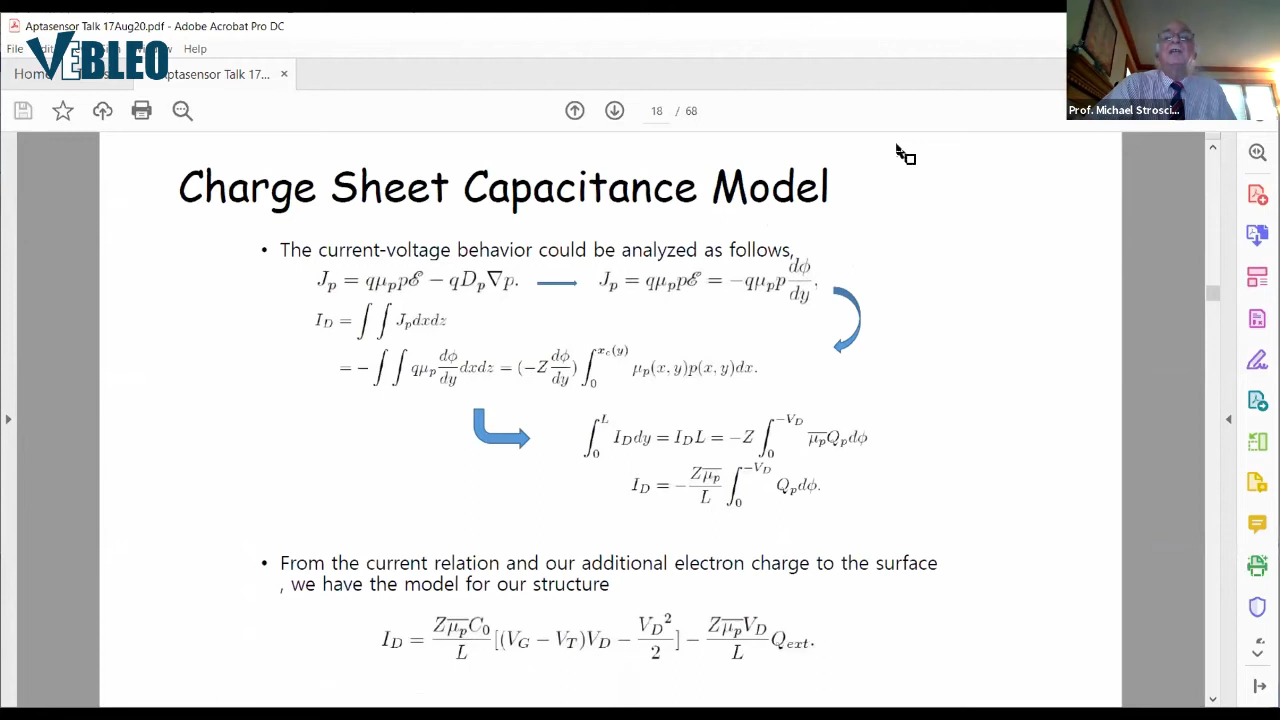 Aptasensor Talk 17Aug20.pdf - Adobe Acrobat Pro DC
File Help
VEBLEO
Home Aptasensor Talk 17... ×
18 / 68
Prof. Michael Strosci...
Charge Sheet Capacitance Model
• The current-voltage behavior could be analyzed as follows,
J_p = qμ_p pℰ − qD_p∇p. J_p = qμ_p pℰ = −qμ_p p dφ/dy,
I_D = ∫∫ J_p dxdz
= −∫∫ qμ_p dφ/dy dxdz = (−Z dφ/dy) ∫_0^{x_c(y)} μ_p(x, y)p(x, y)dx.
∫_0^L I_D dy = I_D L = −Z ∫_0^{−V_D} \overline{μ_p} Q_p dφ
I_D = − Z\overline{μ_p}/L ∫_0^{−V_D} Q_p dφ.
• From the current relation and our additional electron charge to the surface
, we have the model for our structure
I_D = Z\overline{μ_p}C_0/L [(V_G − V_T)V_D − V_D^2/2] − Z\overline{μ_p}V_D/L Q_{ext}.